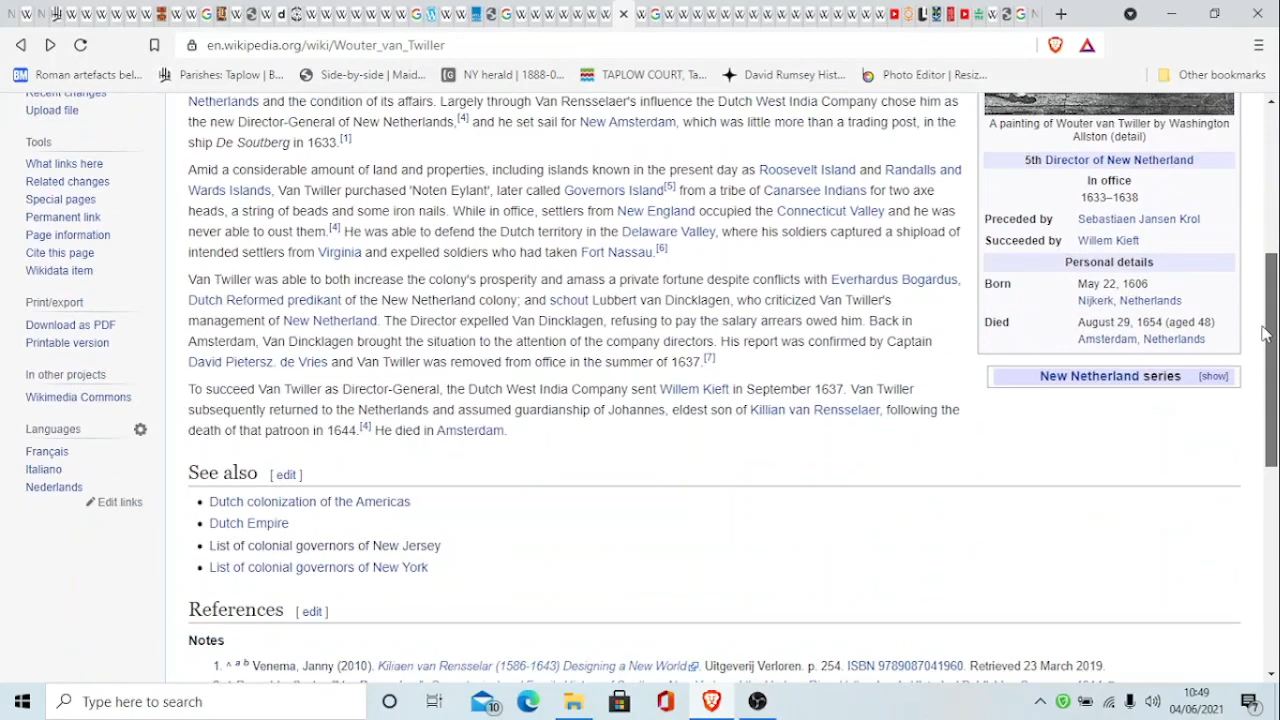 en.wikipedia.org/wiki/Wouter_van_Twiller
Roman artefacts bel...
Parishes: Taplow | B...
Side-by-side | Maid...
NY herald | 1888-0...
TAPLOW COURT, Ta...
David Rumsey Hist...
Photo Editor | Resiz...
Other bookmarks
Recent changes
Upload file
Tools
What links here
Related changes
Special pages
Permanent link
Page information
Cite this page
Wikidata item
Print/export
Download as PDF
Printable version
In other projects
Wikimedia Commons
Languages
Français
Italiano
Nederlands
Edit links
Netherlands and the condition of its affairs. Largely through Van Rensselaer's influence the Dutch West India Company chose him as
the new Director-General of New Netherlands,[4] and he set sail for New Amsterdam, which was little more than a trading post, in the
ship De Soutberg in 1633.[1]
Amid a considerable amount of land and properties, including islands known in the present day as Roosevelt Island and Randalls and
Wards Islands, Van Twiller purchased 'Noten Eylant', later called Governors Island[5] from a tribe of Canarsee Indians for two axe
heads, a string of beads and some iron nails. While in office, settlers from New England occupied the Connecticut Valley and he was
never able to oust them.[4] He was able to defend the Dutch territory in the Delaware Valley, where his soldiers captured a shipload of
intended settlers from Virginia and expelled soldiers who had taken Fort Nassau.[6]
Van Twiller was able to both increase the colony's prosperity and amass a private fortune despite conflicts with Everhardus Bogardus,
Dutch Reformed predikant of the New Netherland colony; and schout Lubbert van Dincklagen, who criticized Van Twiller's
management of New Netherland. The Director expelled Van Dincklagen, refusing to pay the salary arrears owed him. Back in
Amsterdam, Van Dincklagen brought the situation to the attention of the company directors. His report was confirmed by Captain
David Pietersz. de Vries and Van Twiller was removed from office in the summer of 1637.[7]
To succeed Van Twiller as Director-General, the Dutch West India Company sent Willem Kieft in September 1637. Van Twiller
subsequently returned to the Netherlands and assumed guardianship of Johannes, eldest son of Killian van Rensselaer, following the
death of that patroon in 1644.[4] He died in Amsterdam.
A painting of Wouter van Twiller by Washington
Allston (detail)
5th Director of New Netherland
In office
1633–1638
Preceded by Sebastiaen Jansen Krol
Succeeded by Willem Kieft
Personal details
Born May 22, 1606
Nijkerk, Netherlands
Died August 29, 1654 (aged 48)
Amsterdam, Netherlands
New Netherland series [show]
See also [ edit ]
Dutch colonization of the Americas
Dutch Empire
List of colonial governors of New Jersey
List of colonial governors of New York
References [ edit ]
Notes
1. ^ a b Venema, Janny (2010). Kiliaen van Rensselar (1586-1643) Designing a New World. Uitgeverij Verloren. p. 254. ISBN 9789087041960. Retrieved 23 March 2019.
Type here to search
10
10:49
04/06/2021
7